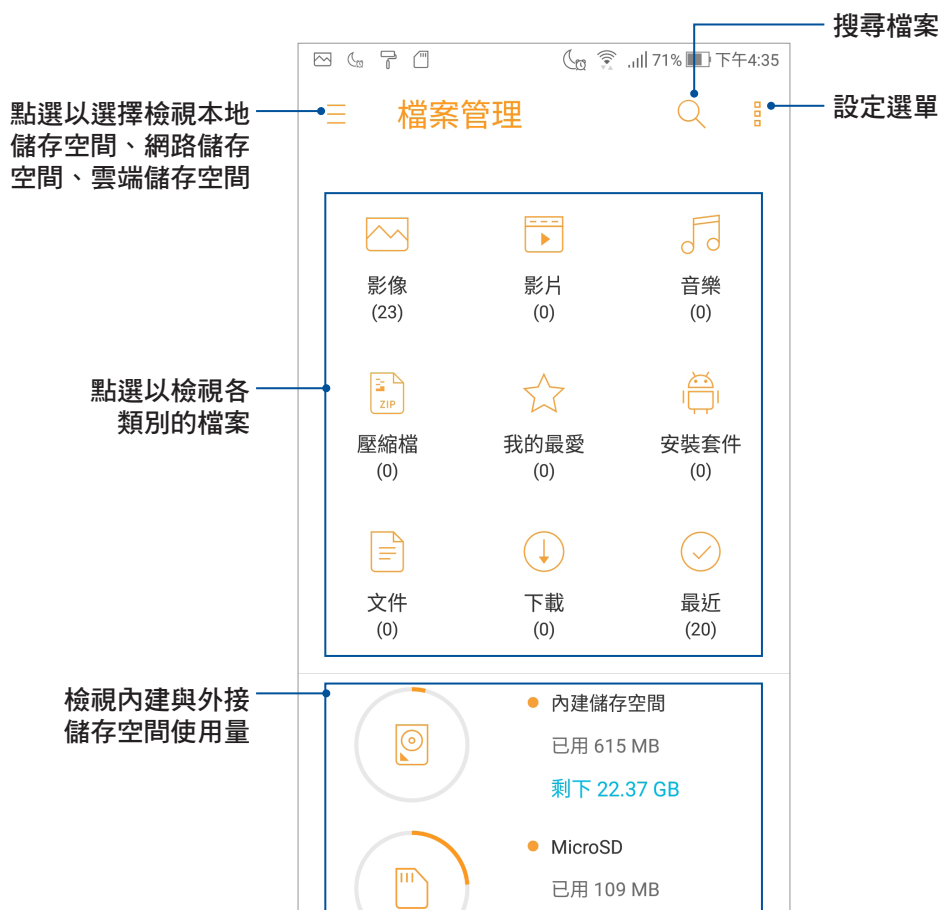 搜尋檔案
71% 下午4:35
點選以選擇檢視本地
儲存空間、網路儲存
空間、雲端儲存空間
檔案管理
設定選單
影像
(23)
影片
(0)
音樂
(0)
點選以檢視各
類別的檔案
ZIP
壓縮檔
(0)
我的最愛
(0)
安裝套件
(0)
文件
(0)
下載
(0)
最近
(20)
檢視內建與外接
儲存空間使用量
內建儲存空間
已用 615 MB
剩下 22.37 GB
MicroSD
已用 109 MB